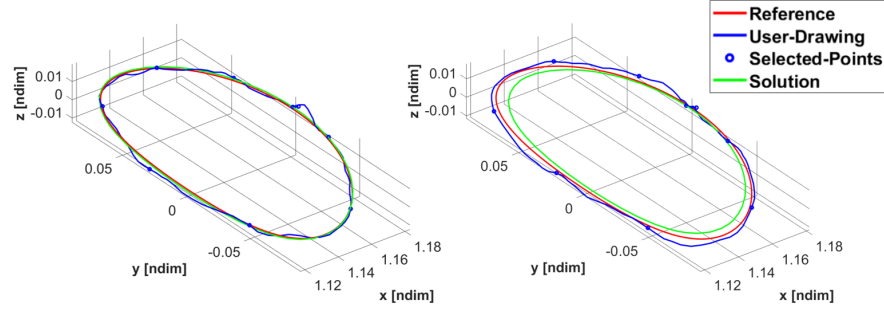 Reference
User-Drawing
Selected-Points
Solution
0.01
0
-0.01
z [ndim]
0.05
0
-0.05
y [ndim]
1.12
1.14
1.16
1.18
x [ndim]
0.01
0
-0.01
z [ndim]
0.05
0
-0.05
y [ndim]
1.12
1.14
1.16
1.18
x [ndim]